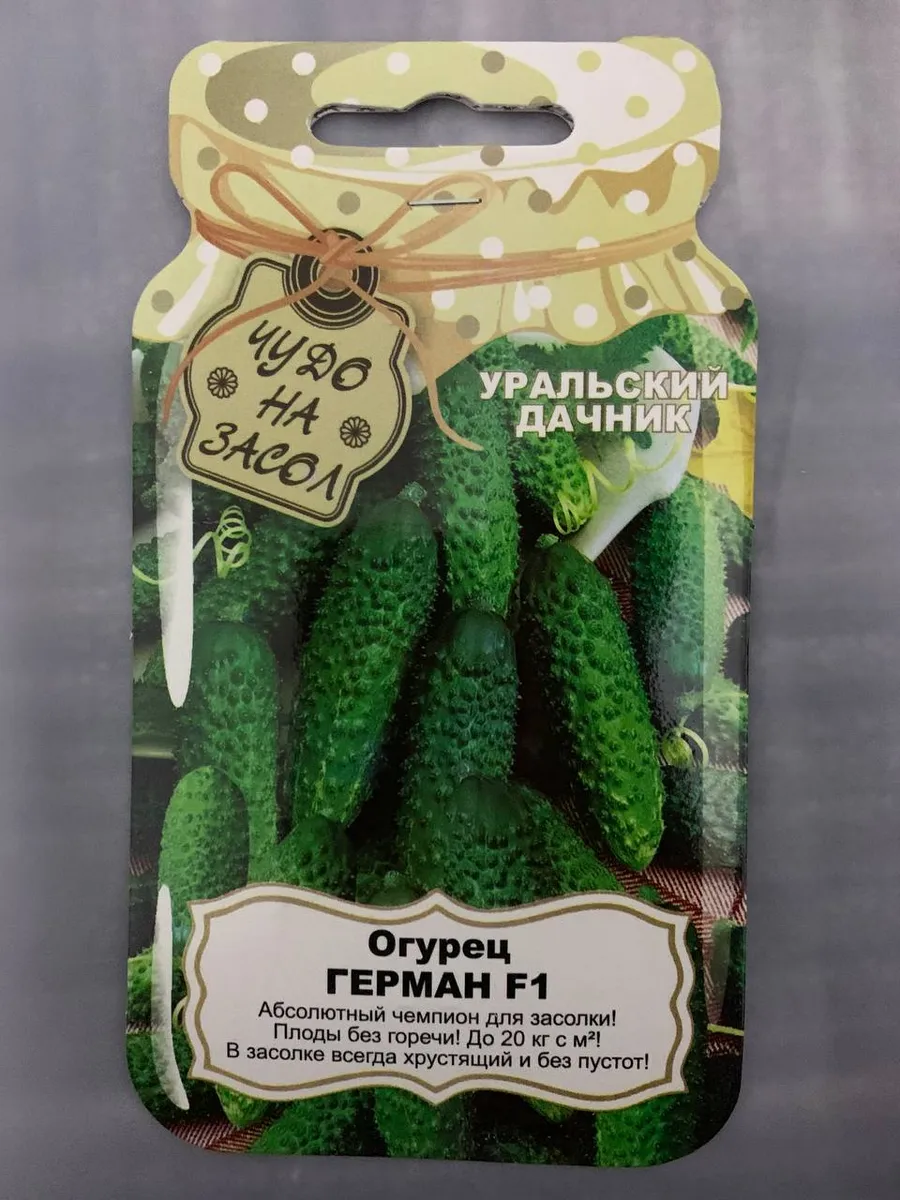 ЧУДО
НА
ЗАСОЛ
УРАЛЬСКИЙ
ДАЧНИК
Огурец
ГЕРМАН F1
Абсолютный чемпион для засолки!
Плоды без горечи! До 20 кг с м²!
В засолке всегда хрустящий и без пустот!